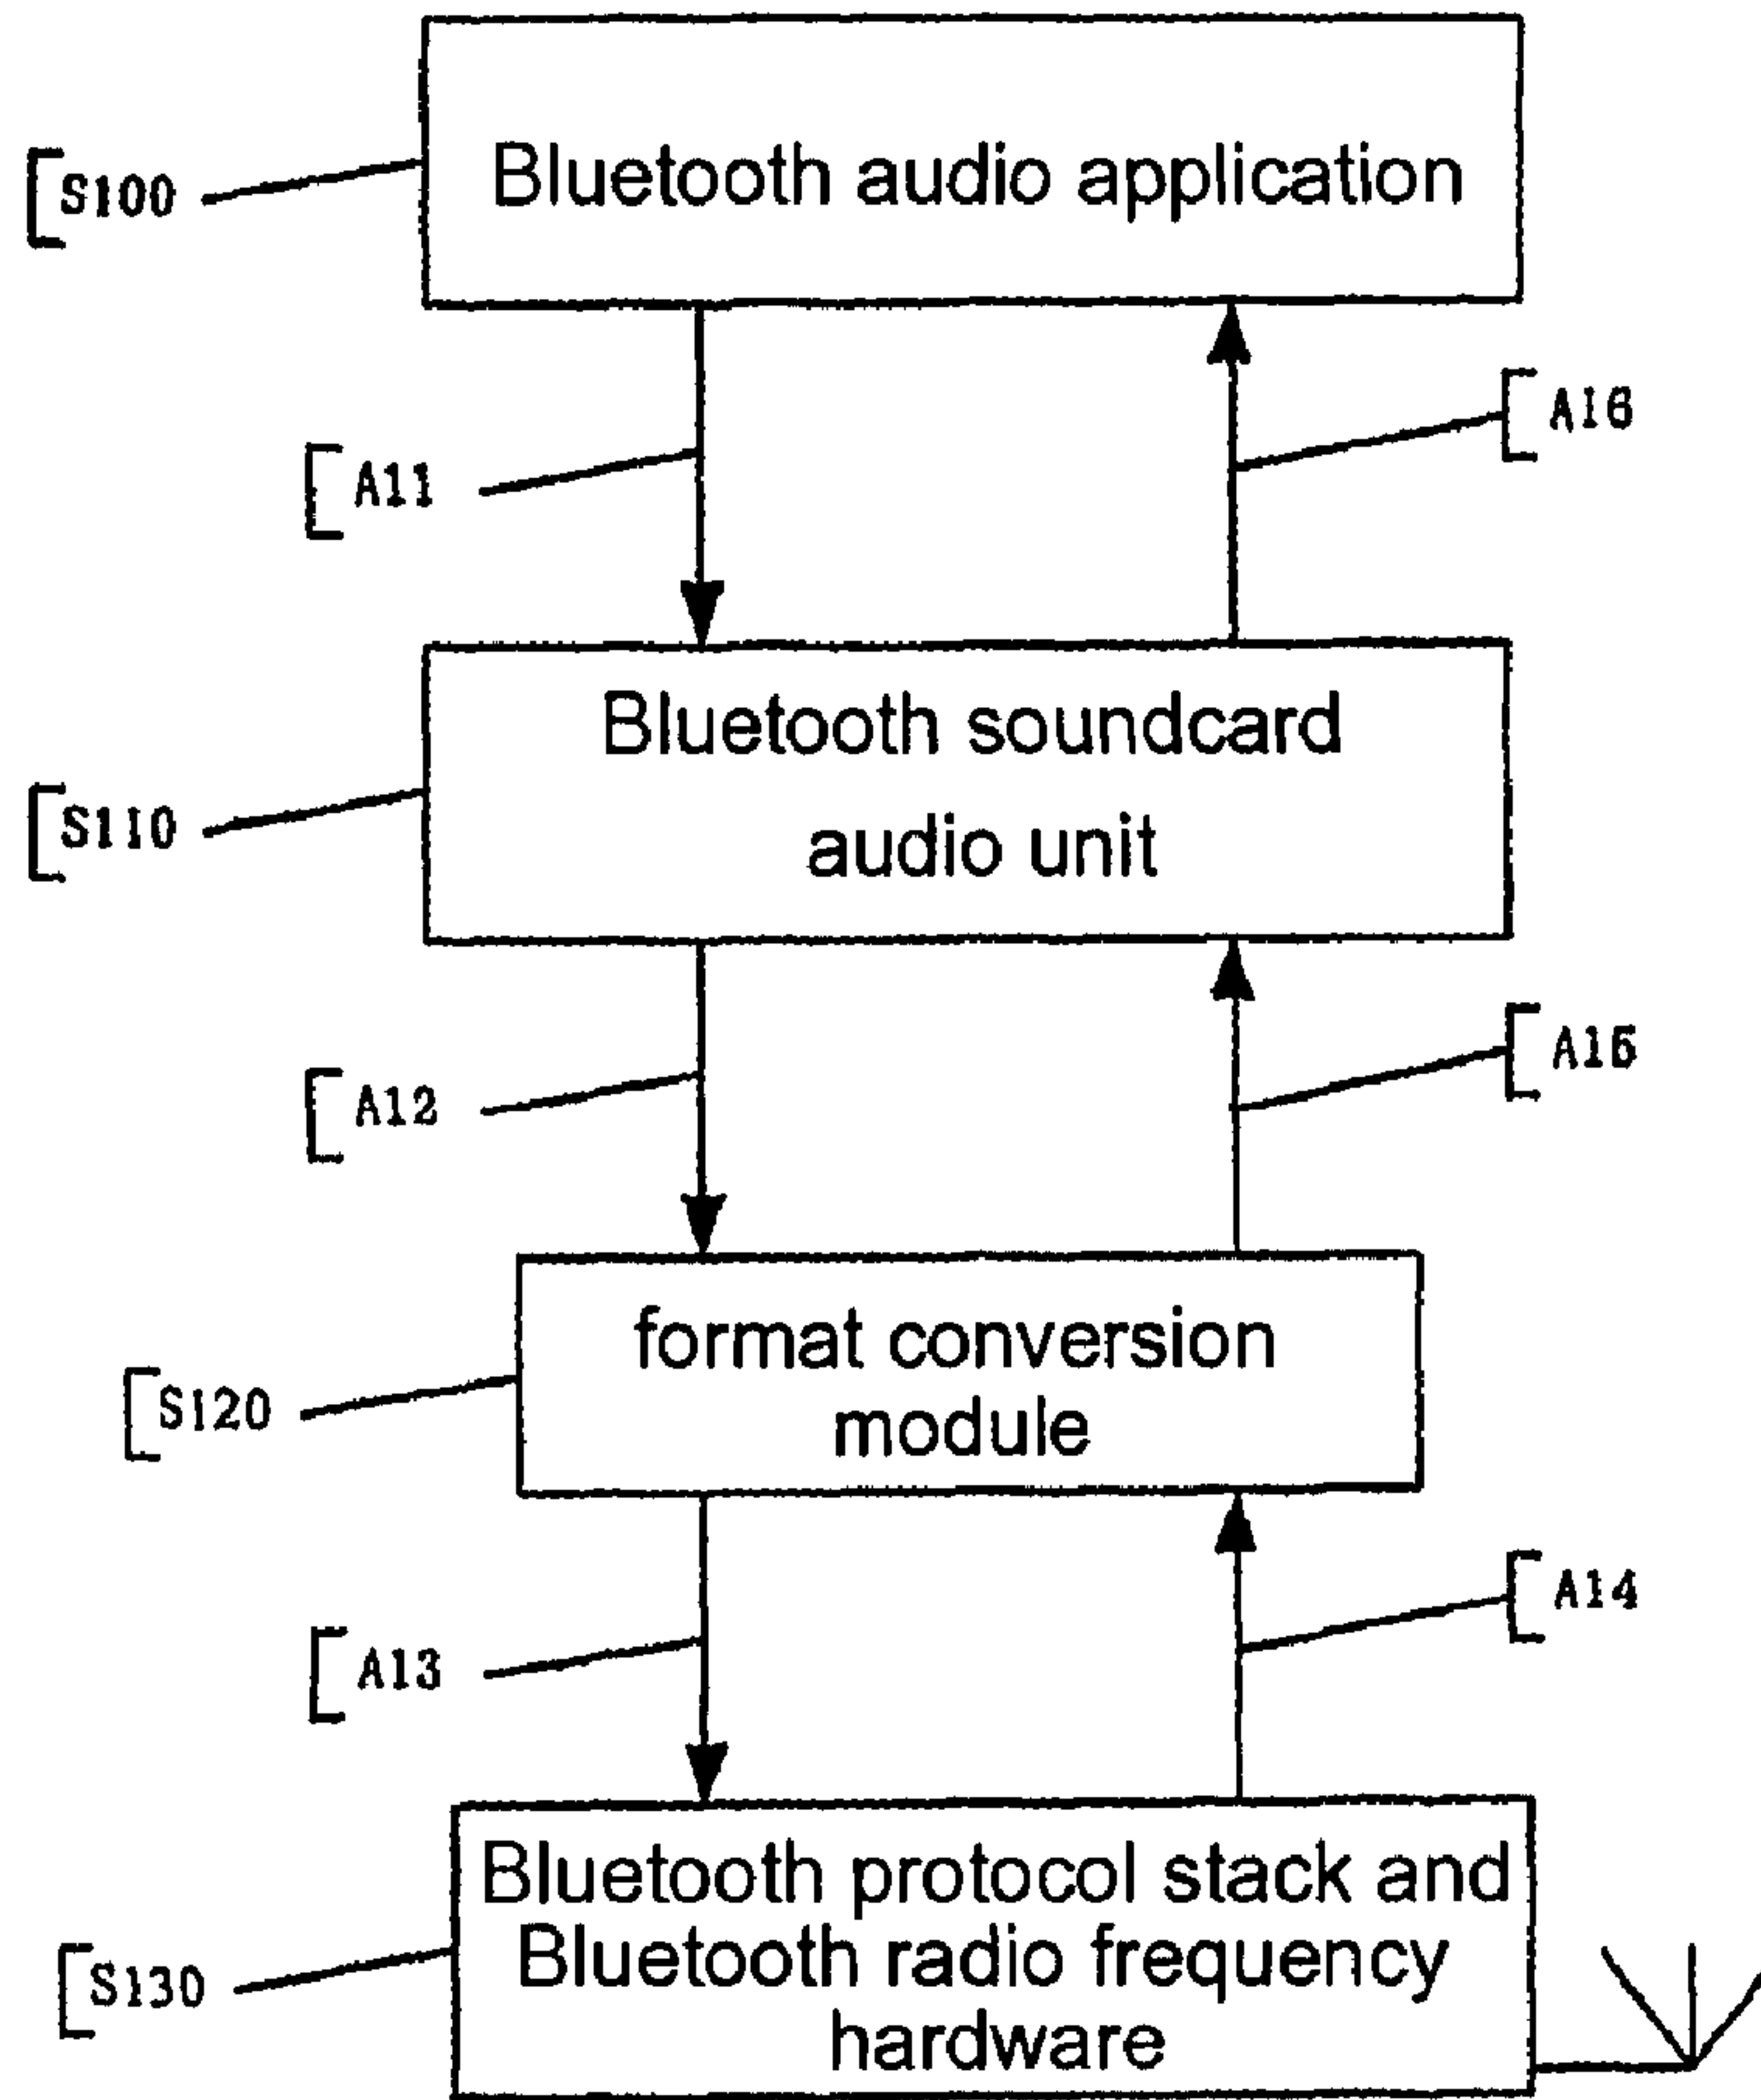 Bluetooth audio application
S100
A16
A11
Bluetooth soundcard
audio unit
S110
A15
A12
format conversion
module
S120
A14
A13
Bluetooth protocol stack and
Bluetooth radio frequency
hardware
S130